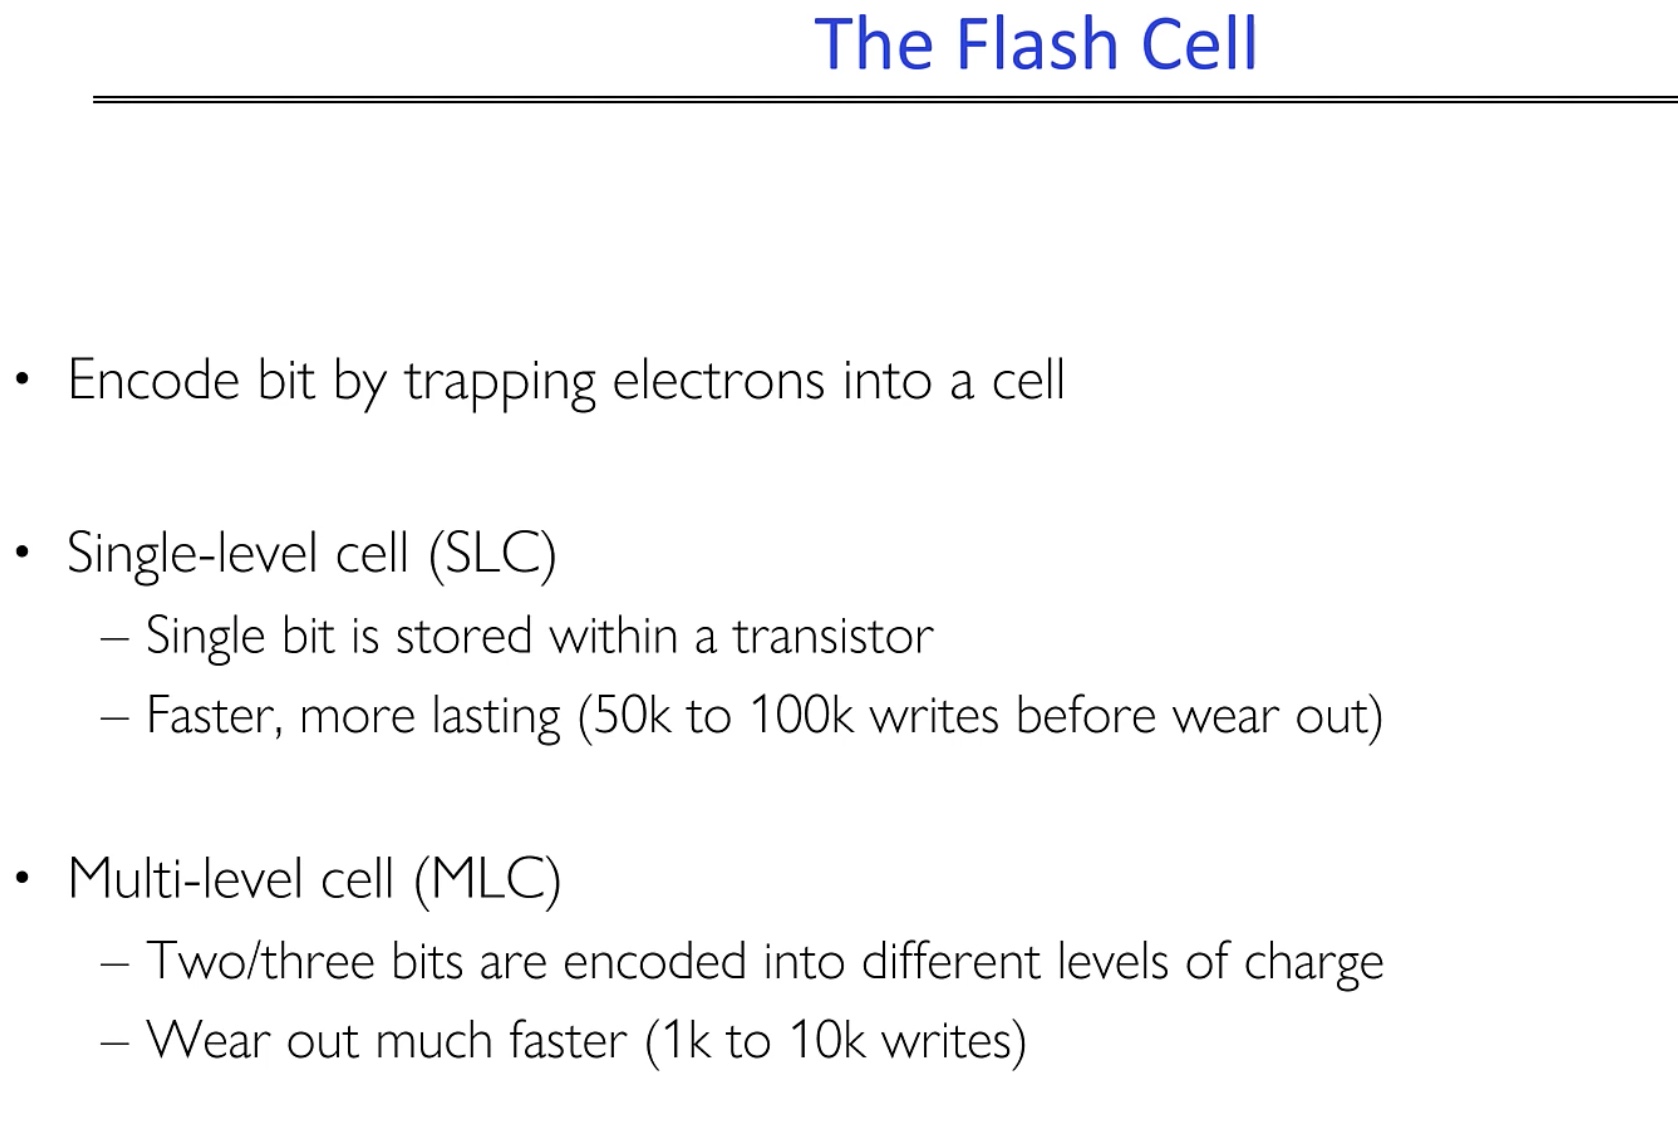 The Flash Cell
• Encode bit by trapping electrons into a cell
• Single-level cell (SLC)
– Single bit is stored within a transistor
– Faster, more lasting (50k to 100k writes before wear out)
• Multi-level cell (MLC)
– Two/three bits are encoded into different levels of charge
– Wear out much faster (1k to 10k writes)